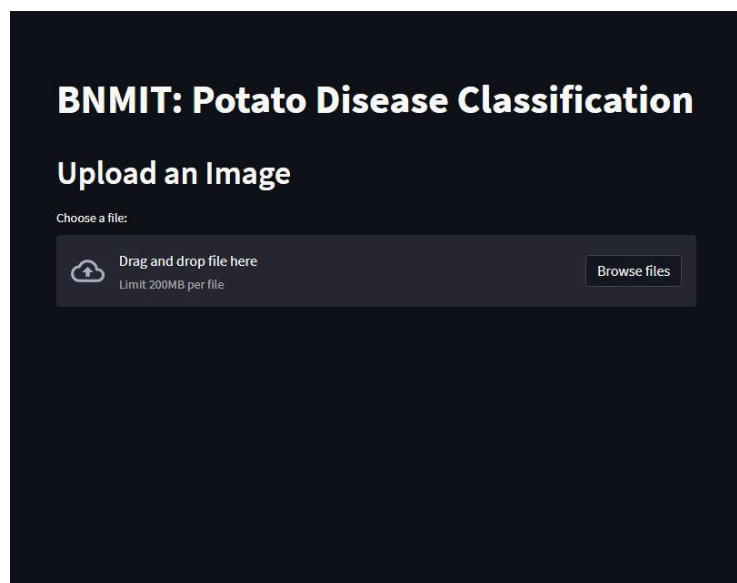 BNMIT: Potato Disease Classification
Upload an Image
Choose a file:
Drag and drop file here
Limit 200MB per file
Browse files